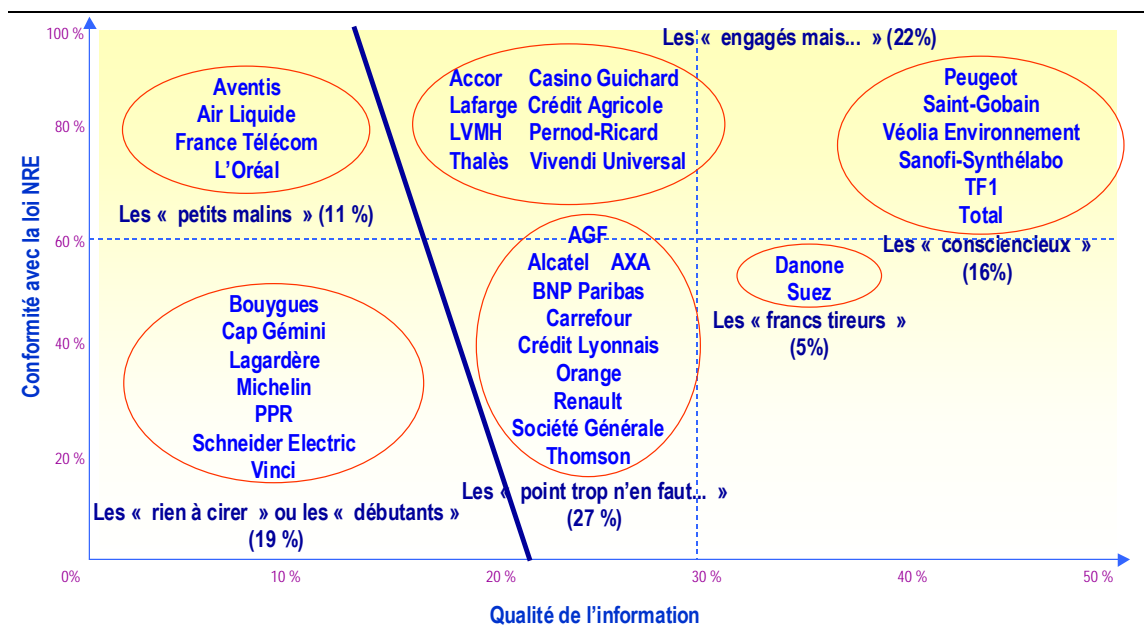 100 %
80 %
60 %
40 %
20 %
Conformité avec la loi NRE
Les « engagés mais... » (22%)
Aventis
Air Liquide
France Télécom
L’Oréal
Les « petits malins » (11 %)
Accor Casino Guichard
Lafarge Crédit Agricole
LVMH Pernod-Ricard
Thalès Vivendi Universal
Peugeot
Saint-Gobain
Véolia Environnement
Sanofi-Synthélabo
TF1
Total
Les « consciencieux »
(16%)
Bouygues
Cap Gémini
Lagardère
Michelin
PPR
Schneider Electric
Vinci
Les « rien à cirer » ou les « débutants »
(19 %)
AGF
Alcatel AXA
BNP Paribas
Carrefour
Crédit Lyonnais
Orange
Renault
Société Générale
Thomson
Les « point trop n’en faut... »
(27 %)
Danone
Suez
Les « francs tireurs »
(5%)
0% 10 % 20 % 30 % 40 % 50 %
Qualité de l’information